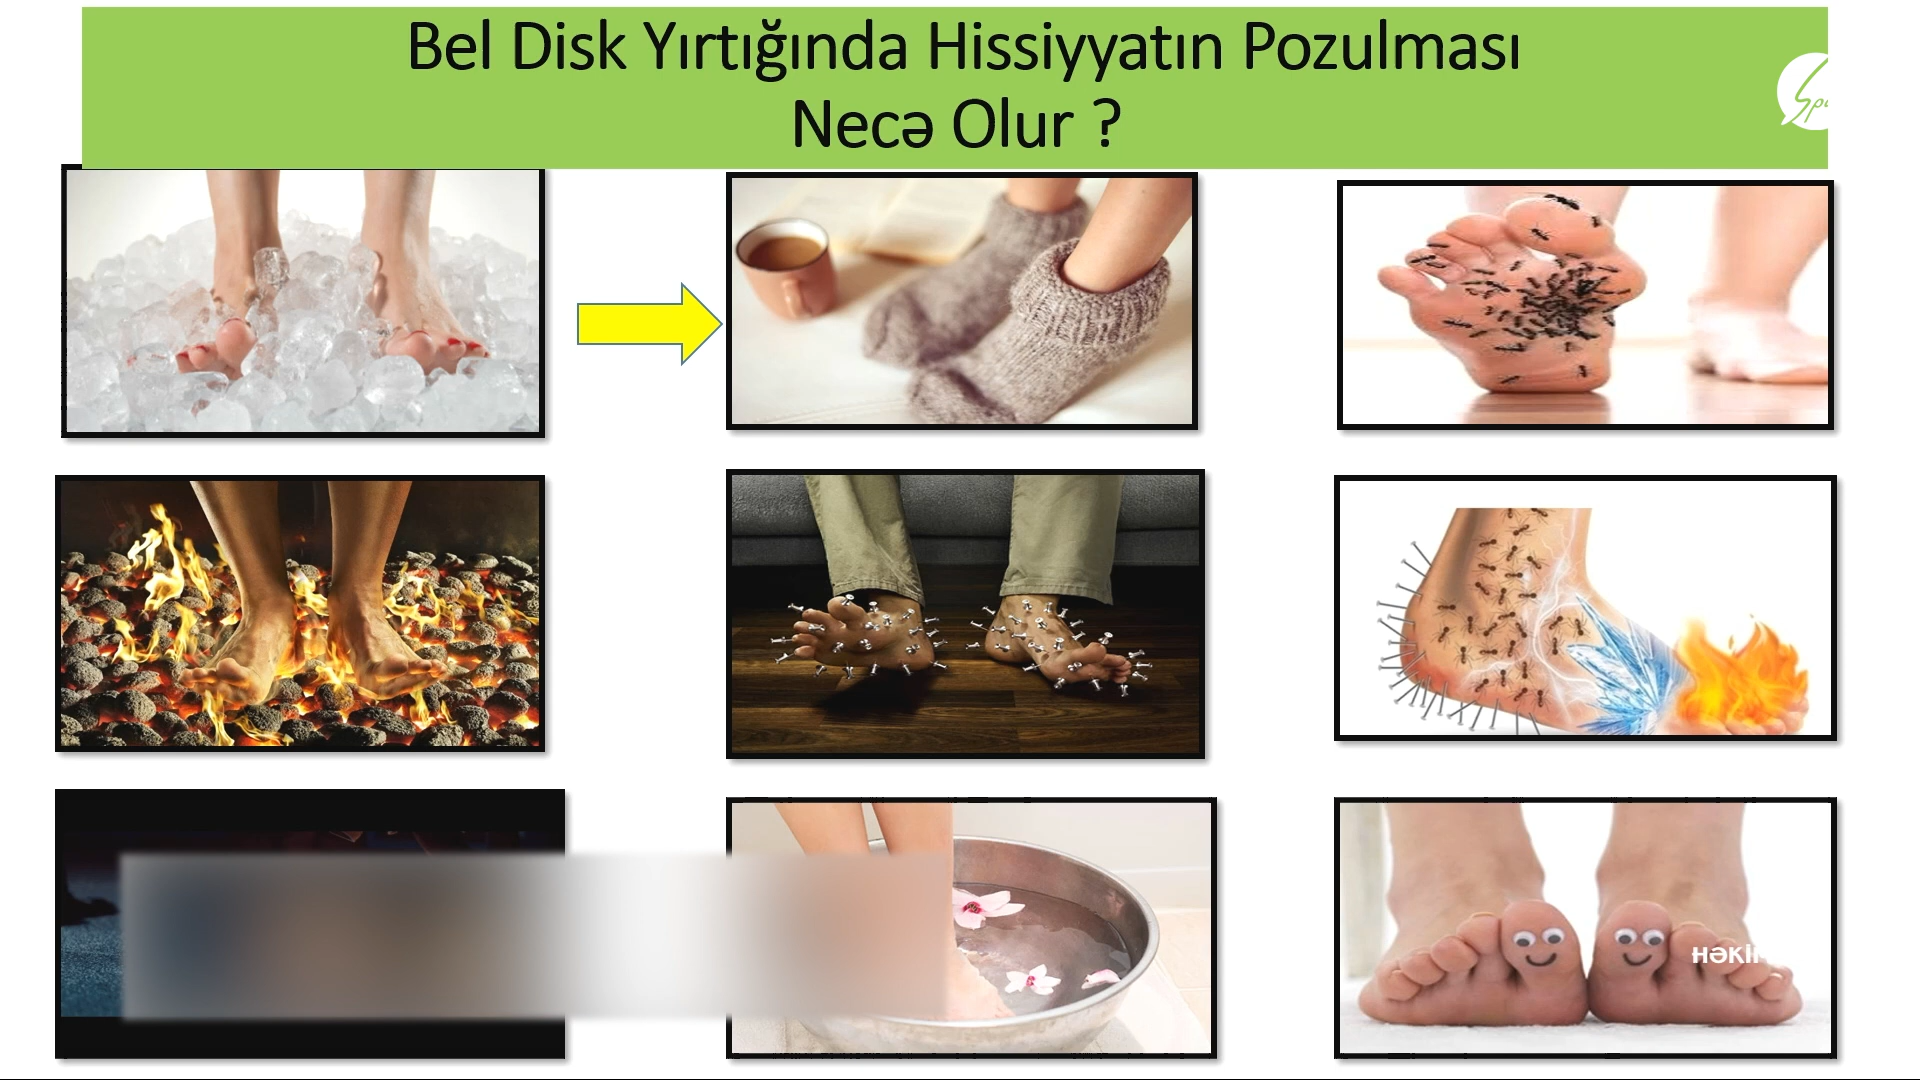 Bel Disk Yırtığında Hissiyyatın Pozulması
Necə Olur ?